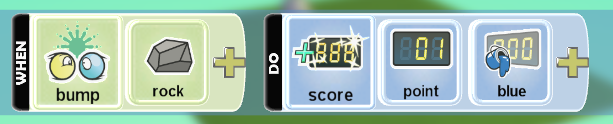 WHEN
bump
rock
DO
score
01
point
blue